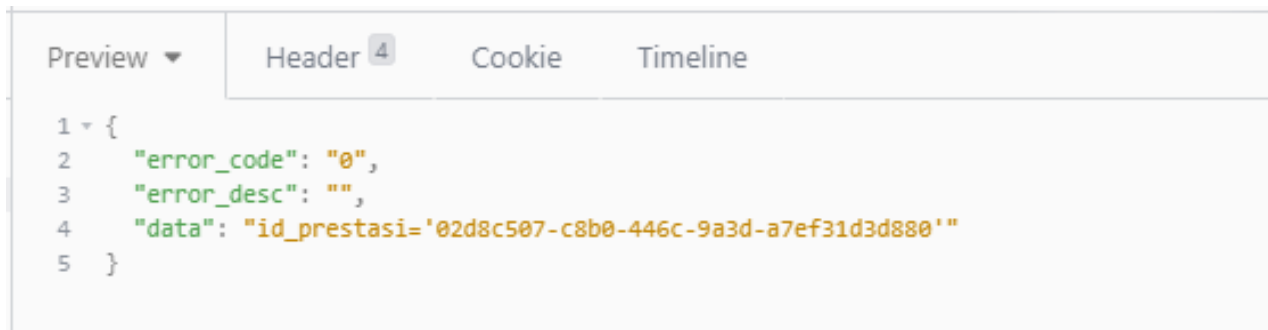 Preview Header 4 Cookie Timeline
1 {
2 "error_code": "0",
3 "error_desc": "",
4 "data": "id_prestasi='02d8c507-c8b0-446c-9a3d-a7ef31d3d880'"
5 }